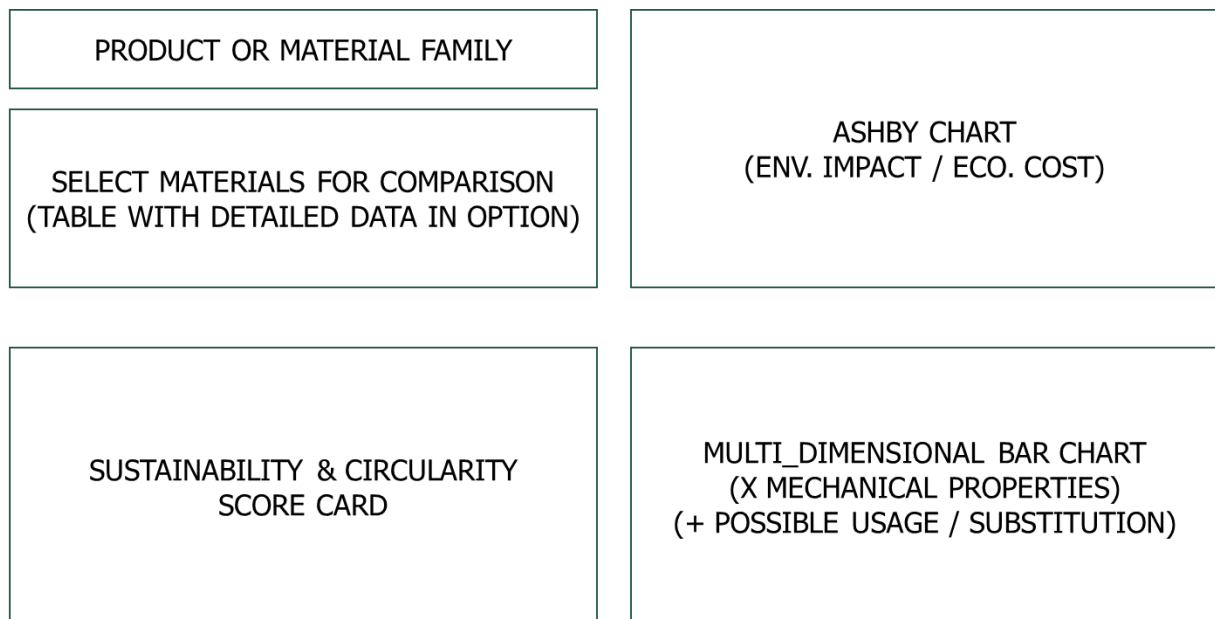 PRODUCT OR MATERIAL FAMILY
SELECT MATERIALS FOR COMPARISON
(TABLE WITH DETAILED DATA IN OPTION)
ASHBY CHART
(ENV. IMPACT / ECO. COST)
SUSTAINABILITY & CIRCULARITY
SCORE CARD
MULTI_DIMENSIONAL BAR CHART
(X MECHANICAL PROPERTIES)
(+ POSSIBLE USAGE / SUBSTITUTION)